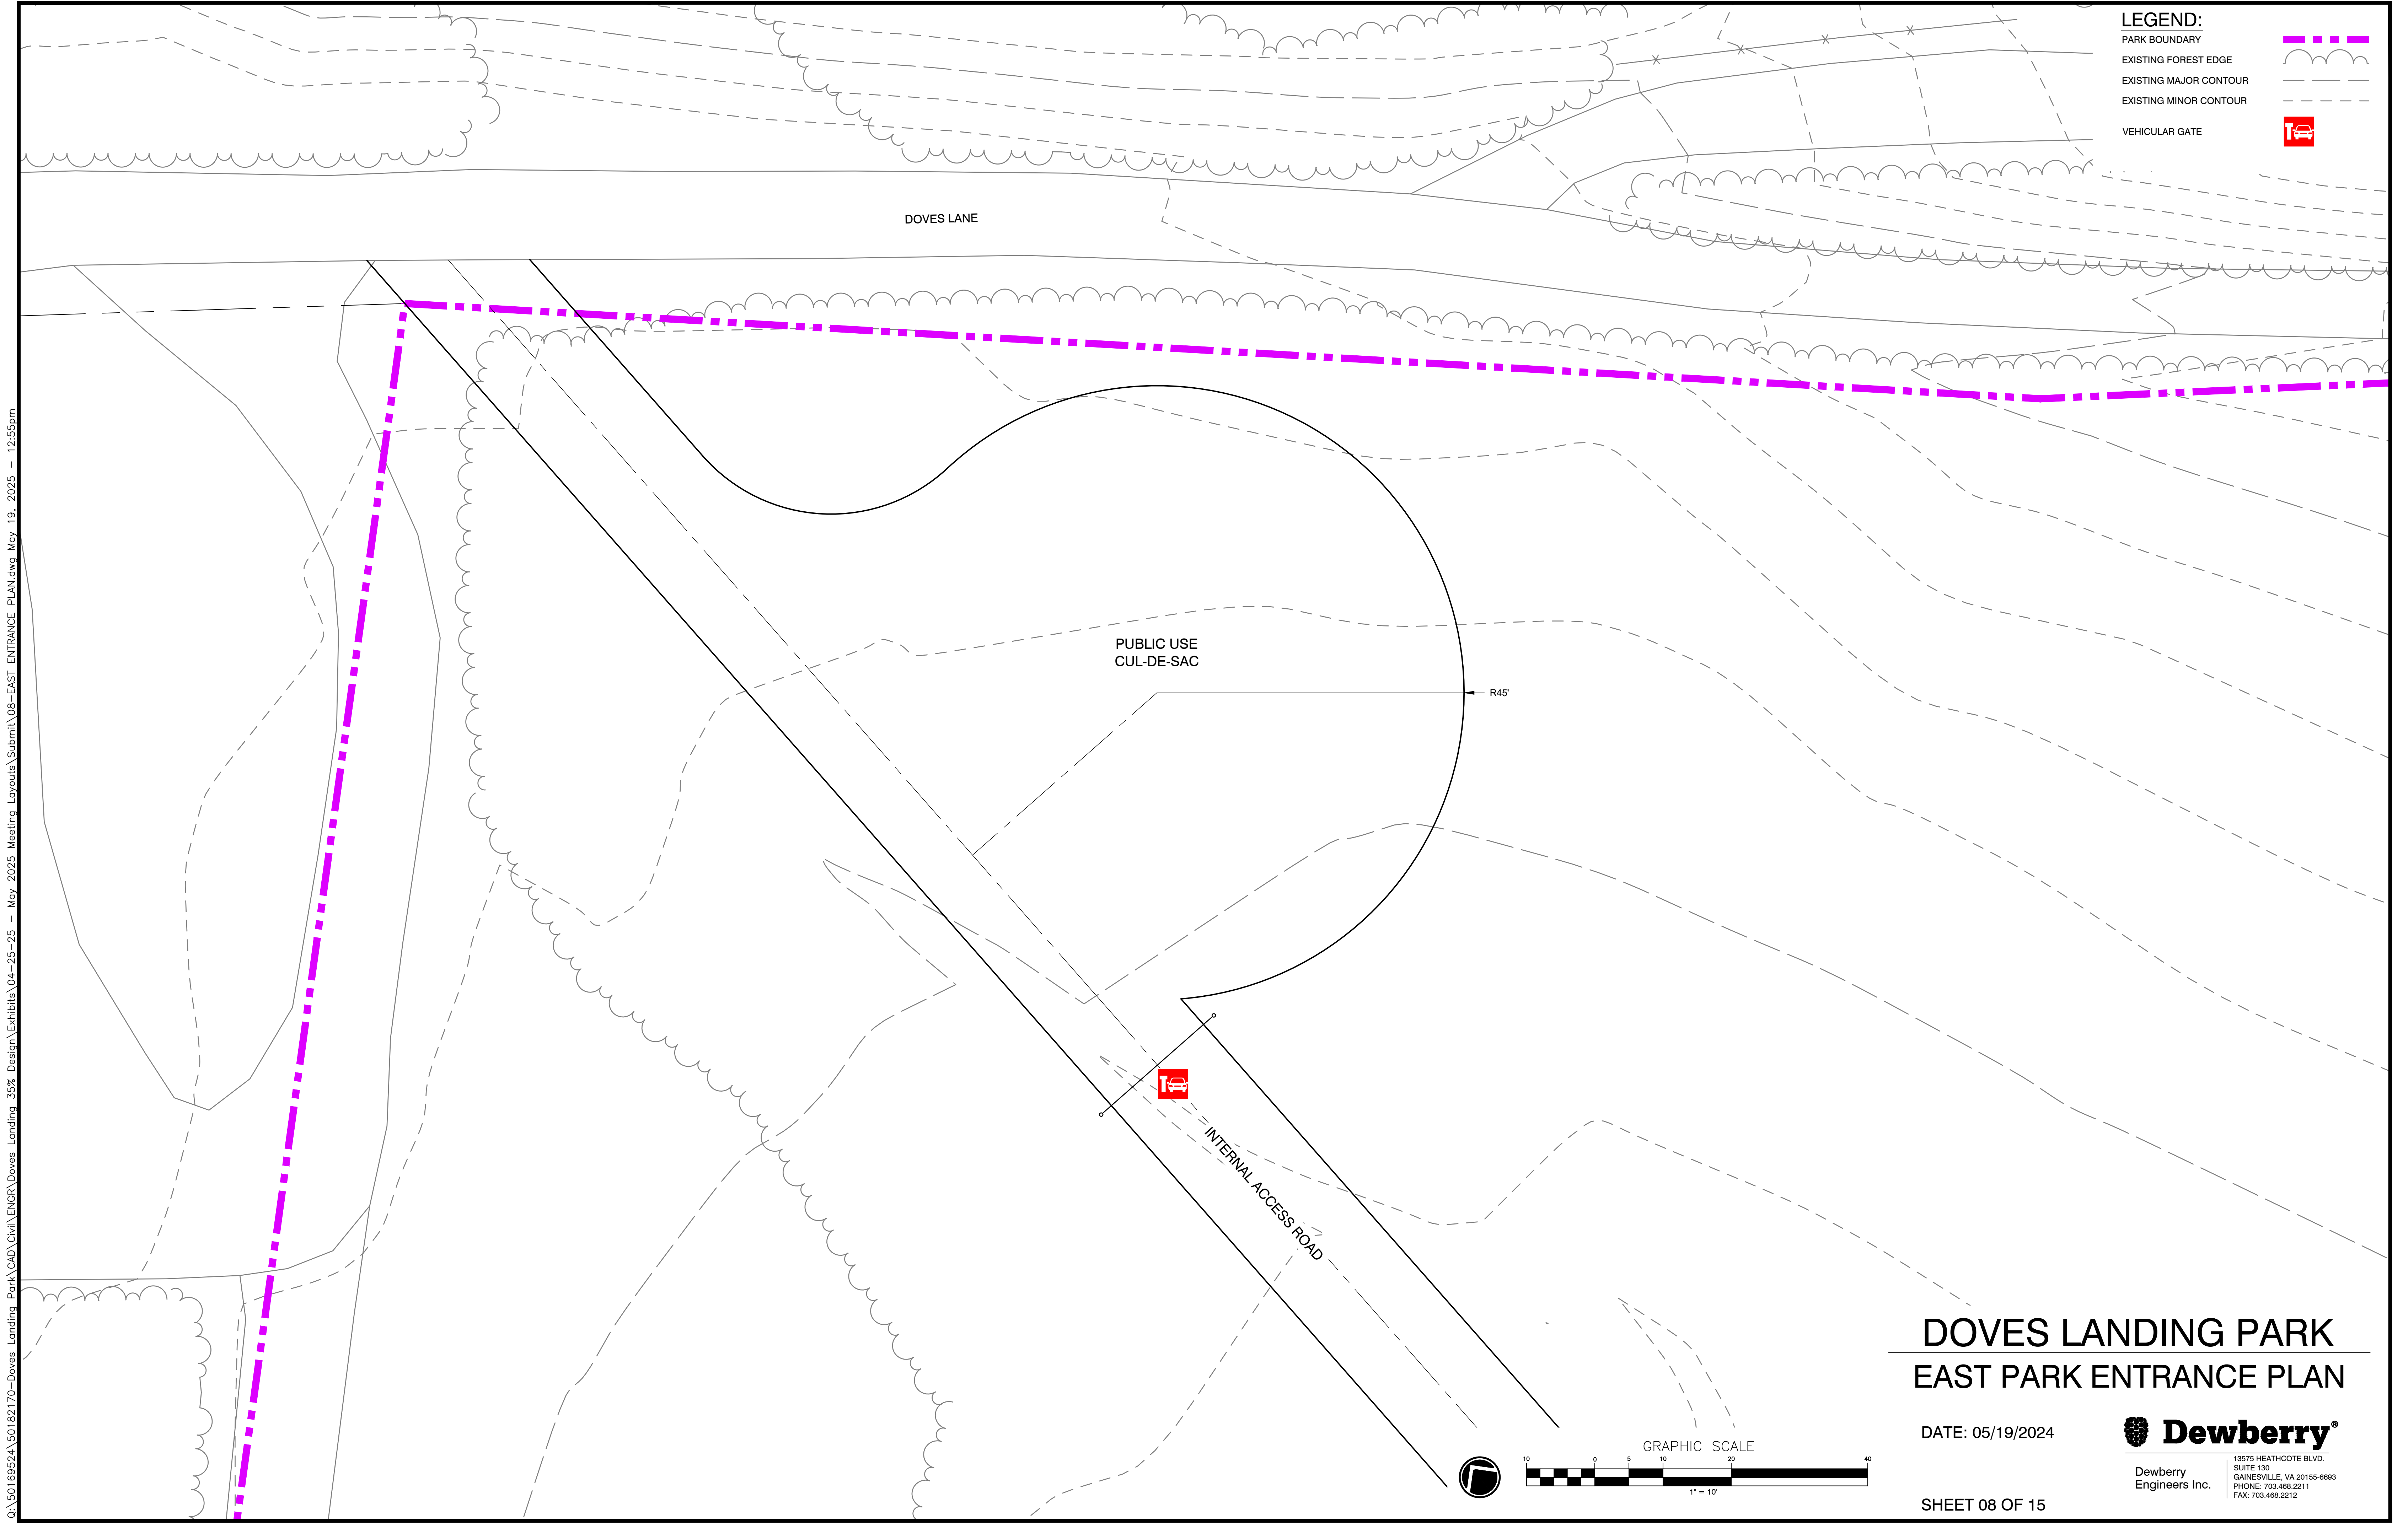 LEGEND:
PARK BOUNDARY
EXISTING FOREST EDGE
EXISTING MAJOR CONTOUR
EXISTING MINOR CONTOUR
VEHICULAR GATE
T
DOVES LANE
PUBLIC USE
CUL-DE-SAC
R45'
T
INTERNAL ACCESS ROAD
Q:\50169524\50182170-Doves Landing Park\CAD\Civil\ENGR\Doves Landing 35% Design\Exhibits\04-25-25 - May 2025 Meeting Layouts\Submit\08-EAST ENTRANCE PLAN.dwg May 19, 2025 - 12:55pm
GRAPHIC SCALE
10 0 5 10 20 40
1" = 10'
DOVES LANDING PARK
EAST PARK ENTRANCE PLAN
DATE: 05/19/2024
Dewberry®
Dewberry
Engineers Inc.
13575 HEATHCOTE BLVD.
SUITE 130
GAINESVILLE, VA 20155-6693
PHONE: 703.468.2211
FAX: 703.468.2212
SHEET 08 OF 15